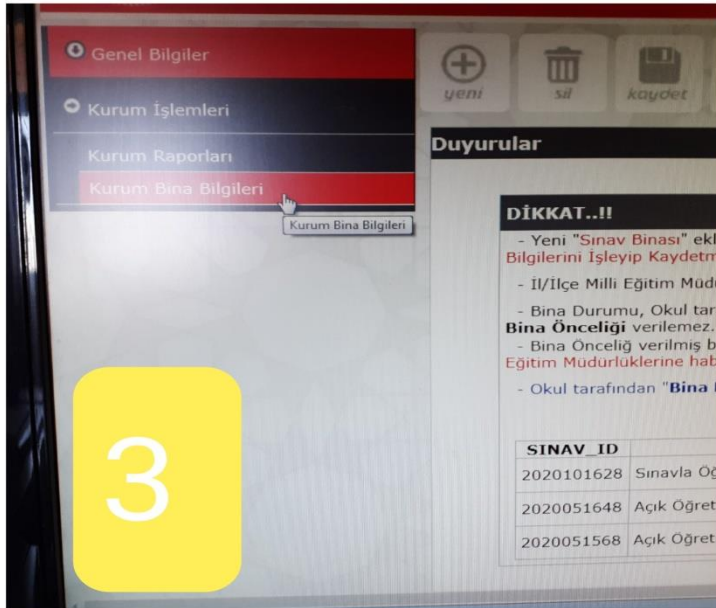 Genel Bilgiler
Kurum İşlemleri
Kurum Raporları
Kurum Bina Bilgileri
Kurum Bina Bilgileri
yeni
sil
kaydet
Duyurular
DİKKAT..!!
- Yeni "Sınav Binası" ekl
Bilgilerini İşleyip Kaydetm
- İl/İlçe Milli Eğitim Müd
- Bina Durumu, Okul tar
Bina Önceliği verilemez.
- Bina Önceliğ verilmiş b
Eğitim Müdürlüklerine hab
- Okul tarafından "Bina
SINAV_ID
2020101628 Sınavla Öğ
2020051648 Açık Öğret
2020051568 Açık Öğret
3